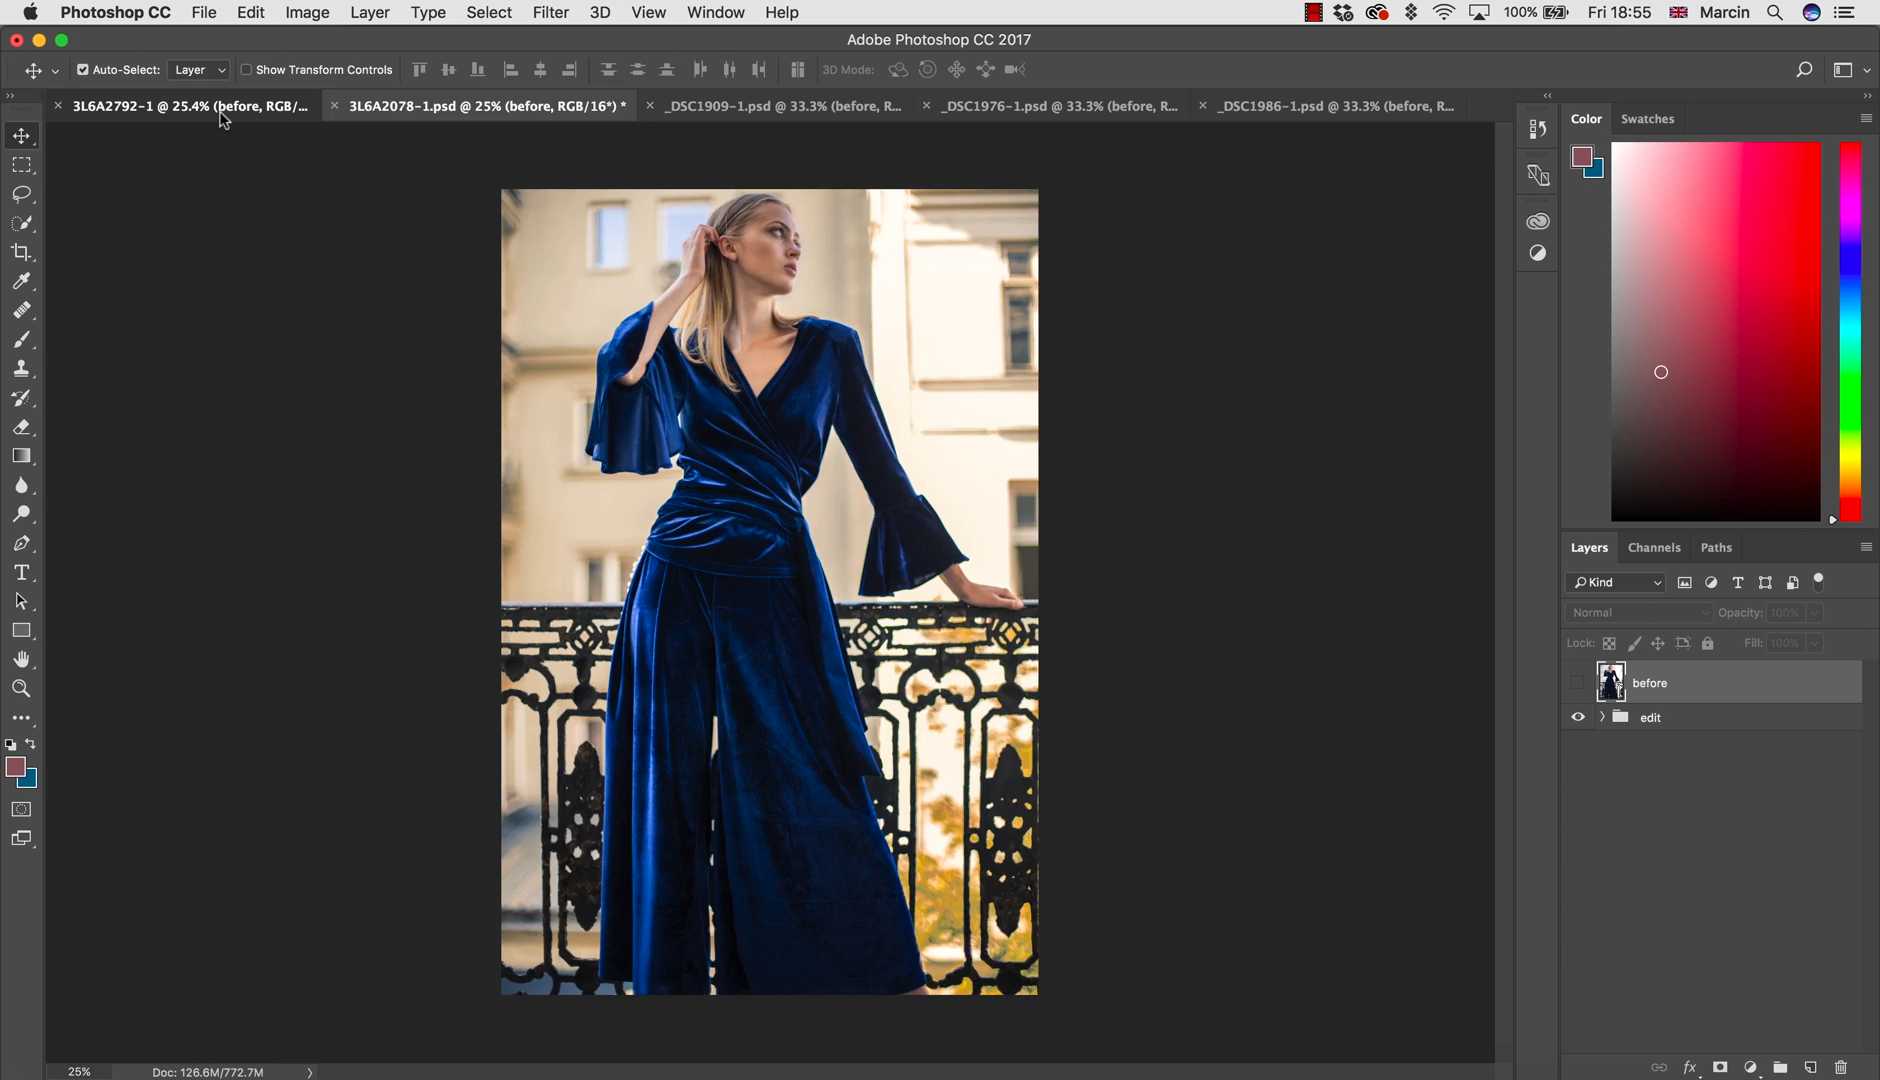 Photoshop CC File Edit Image Layer Type Select Filter 3D View Window Help 100% Fri 18:55 Marcin
Adobe Photoshop CC 2017
Auto-Select: Layer Show Transform Controls 3D Mode:
3L6A2792-1 @ 25.4% (before, RGB/... 3L6A2078-1.psd @ 25% (before, RGB/16*) * _DSC1909-1.psd @ 33.3% (before, R... _DSC1976-1.psd @ 33.3% (before, R... _DSC1986-1.psd @ 33.3% (before, R...
Color Swatches
Layers Channels Paths
Kind
Normal Opacity: 100%
Lock: Fill: 100%
before
edit
25% Doc: 126.6M/772.7M